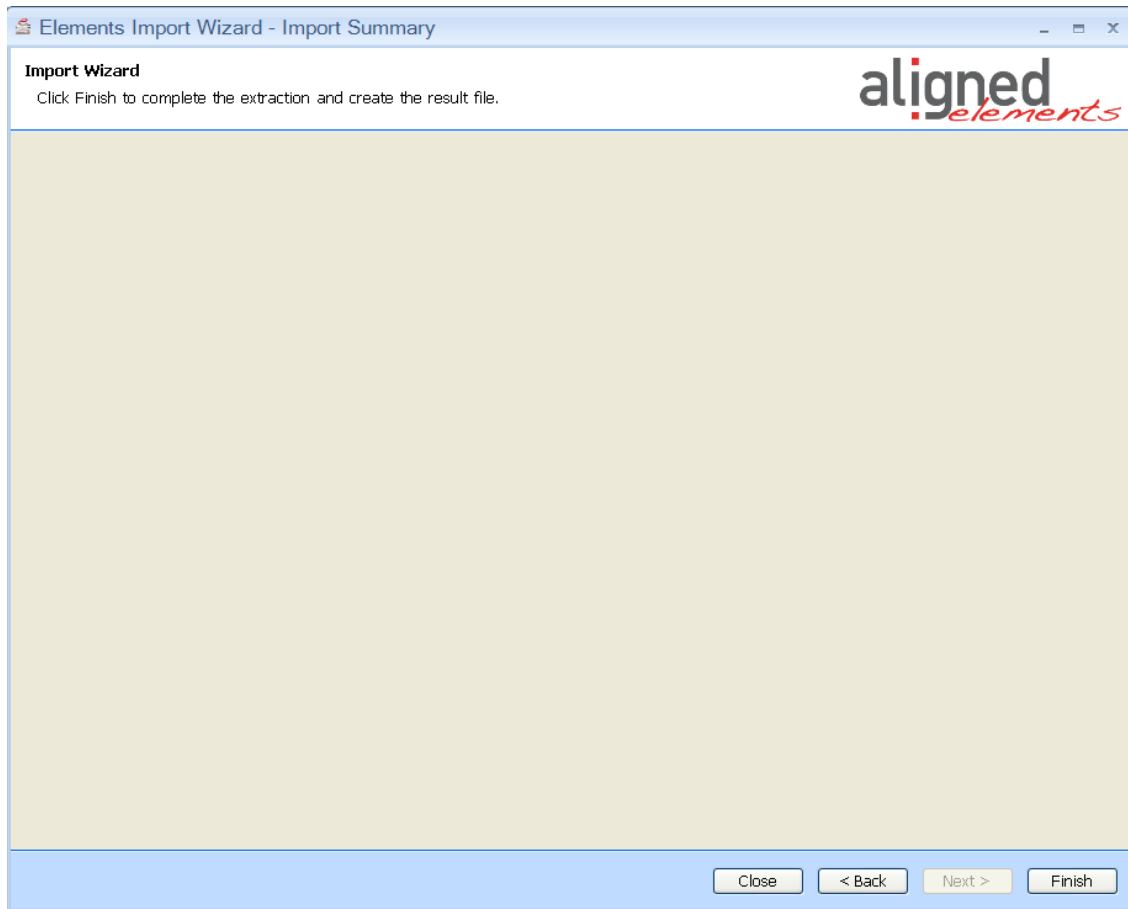 Elements Import Wizard - Import Summary
Import Wizard
Click Finish to complete the extraction and create the result file.
aligned
elements
Close
< Back
Next >
Finish